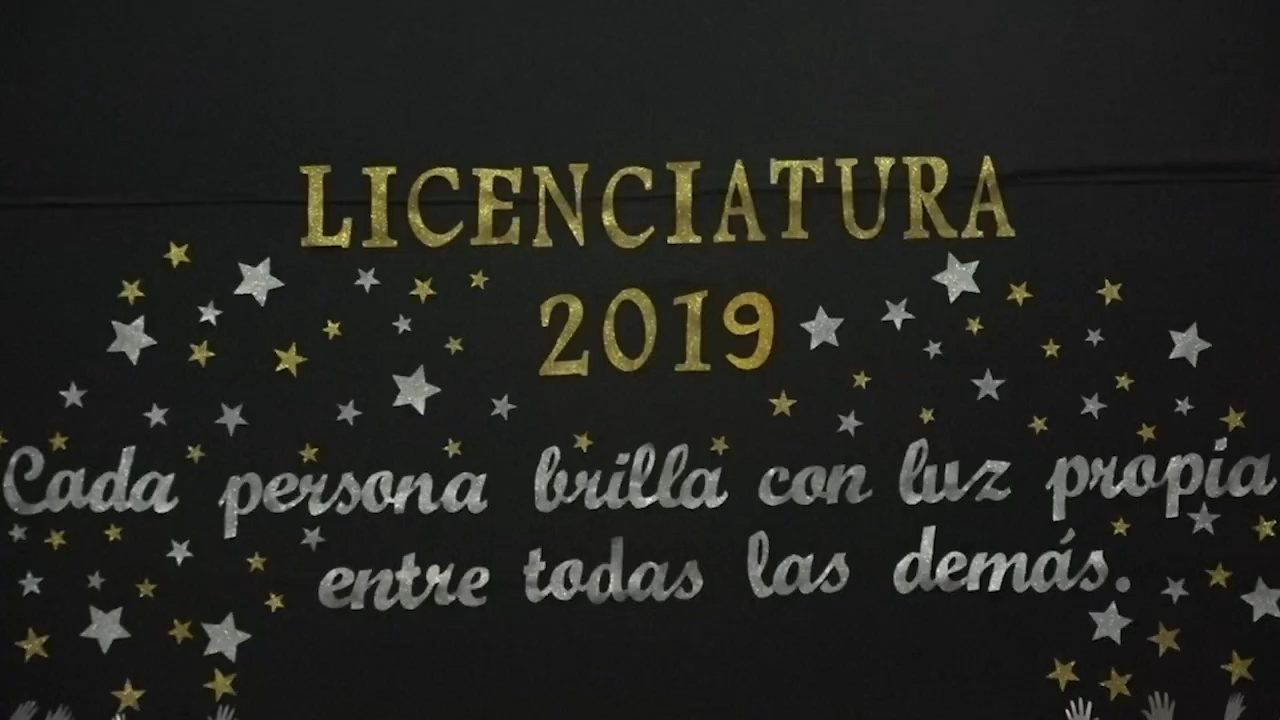 LICENCIATURA
2019
Cada persona brilla con luz propia
entre todas las demás.